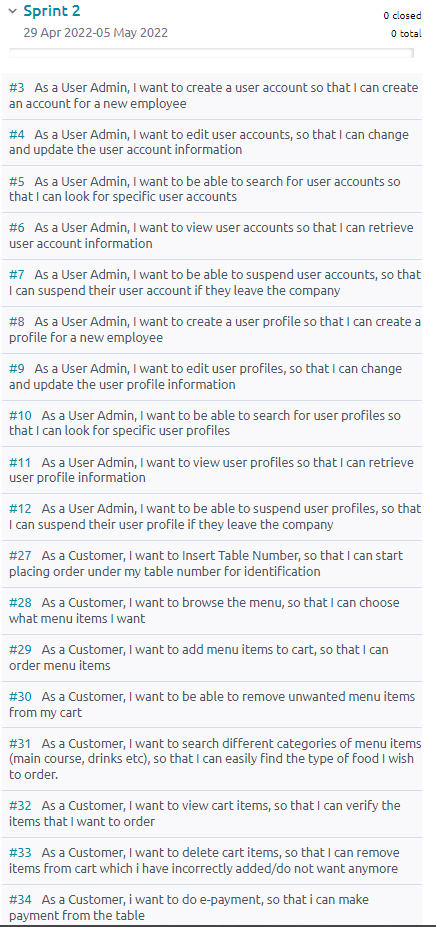 Sprint 2
0 closed
29 Apr 2022-05 May 2022
0 total
#3 As a User Admin, I want to create a user account so that I can create
an account for a new employee
#4 As a User Admin, I want to edit user accounts, so that I can change
and update the user account information
#5 As a User Admin, I want to be able to search for user accounts so
that I can look for specific user accounts
#6 As a User Admin, I want to view user accounts so that I can retrieve
user account information
#7 As a User Admin, I want to be able to suspend user accounts, so that
I can suspend their user account if they leave the company
#8 As a User Admin, I want to create a user profile so that I can create a
profile for a new employee
#9 As a User Admin, I want to edit user profiles, so that I can change
and update the user profile information
#10 As a User Admin, I want to be able to search for user profiles so
that I can look for specific user profiles
#11 As a User Admin, I want to view user profiles so that I can retrieve
user profile information
#12 As a User Admin, I want to be able to suspend user profiles, so that
I can suspend their user profile if they leave the company
#27 As a Customer, I want to Insert Table Number, so that I can start
placing order under my table number for identification
#28 As a Customer, I want to browse the menu, so that I can choose
what menu items I want
#29 As a Customer, I want to add menu items to cart, so that I can
order menu items
#30 As a Customer, I want to be able to remove unwanted menu items
from my cart
#31 As a Customer, I want to search different categories of menu items
(main course, drinks etc), so that I can easily find the type of food I wish
to order.
#32 As a Customer, I want to view cart items, so that I can verify the
items that I want to order
#33 As a Customer, I want to delete cart items, so that I can remove
items from cart which i have incorrectly added/do not want anymore
#34 As a Customer, i want to do e-payment, so that i can make
payment from the table